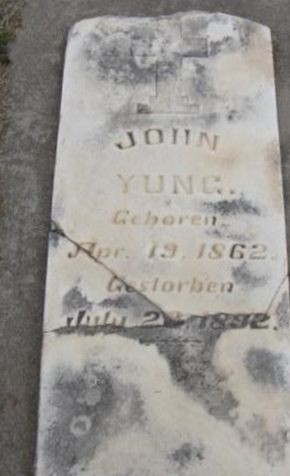 JOHN
YUNG.
Geboren.
Apr. 19, 1862.
Gestorben
July 1892.